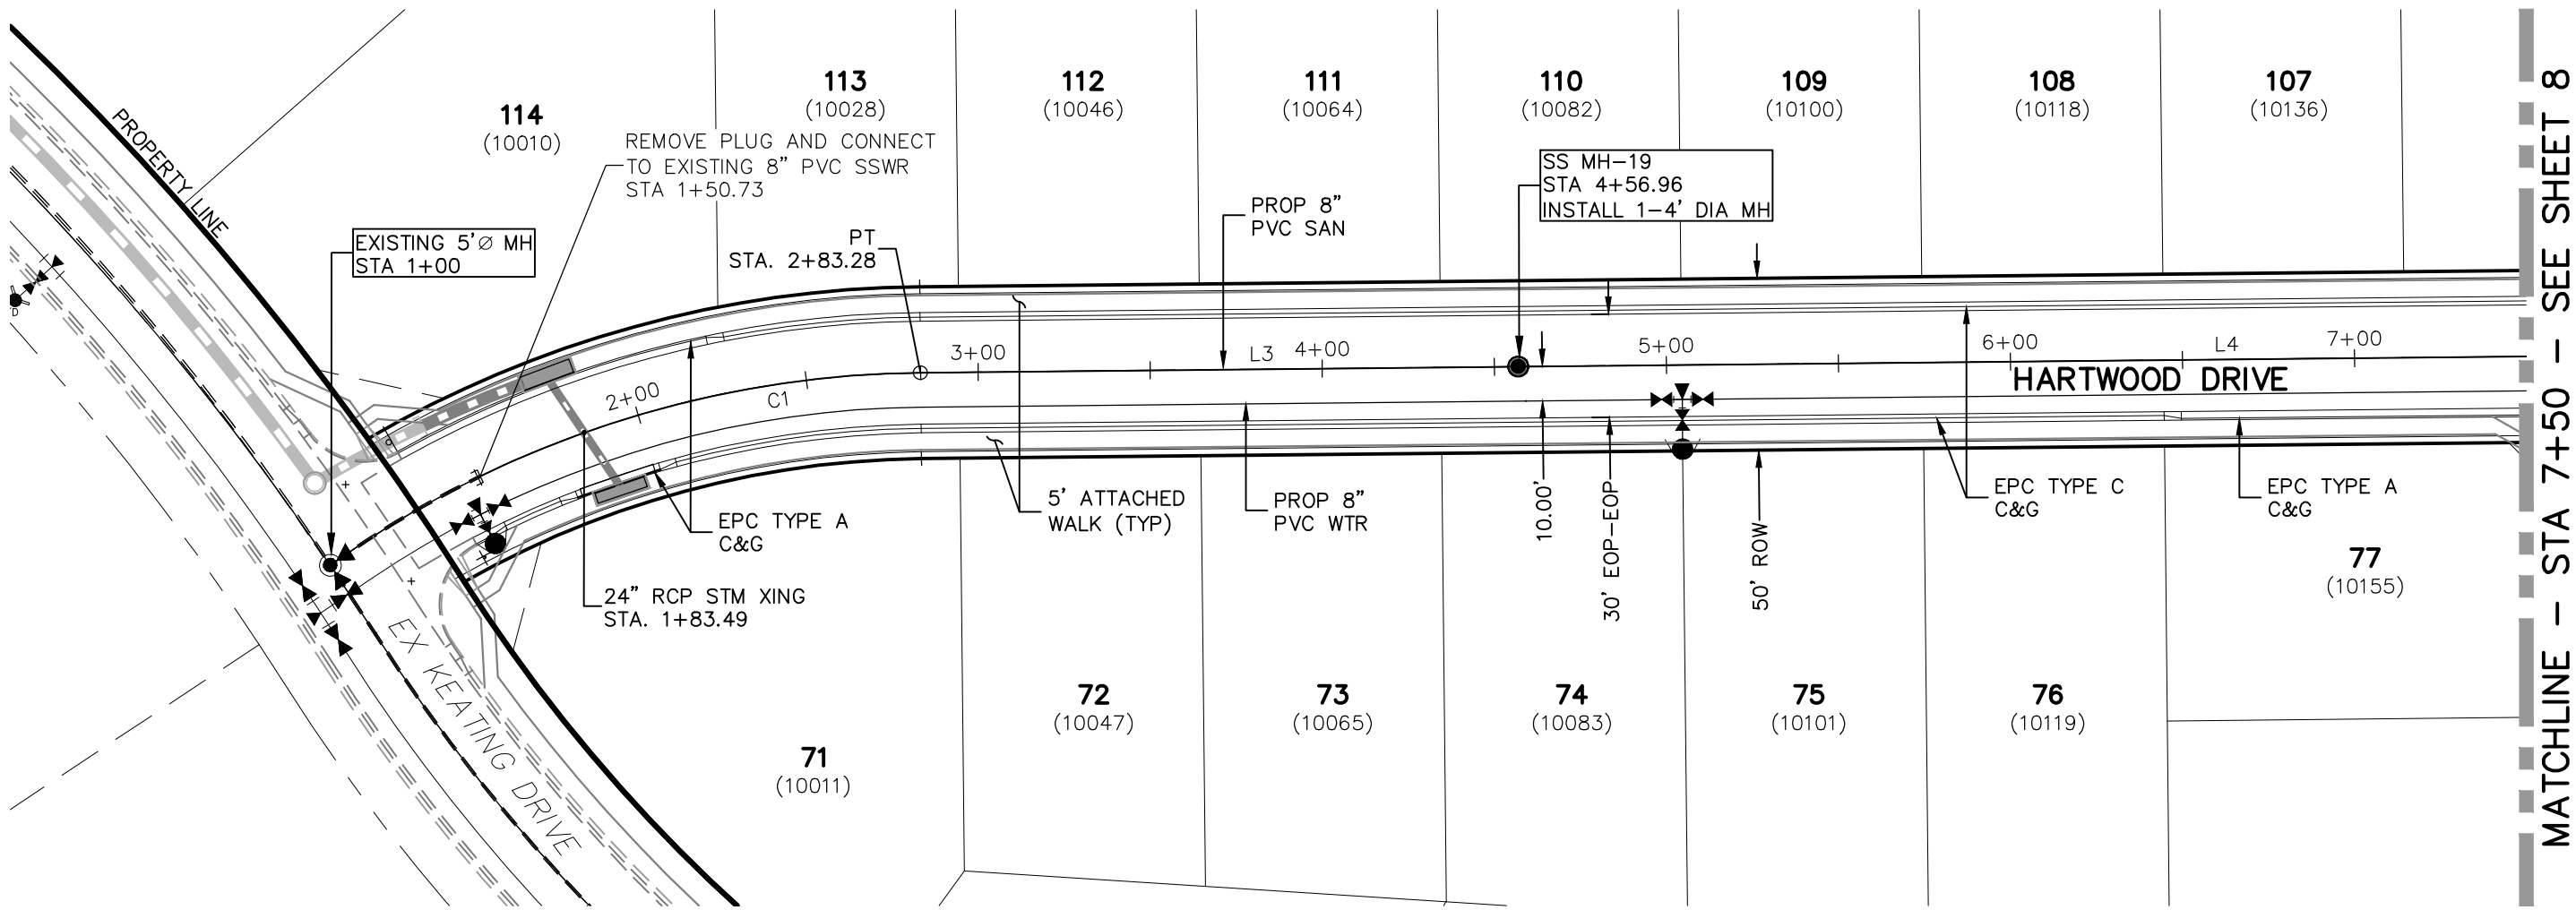 114
(10010)
113
(10028)
112
(10046)
111
(10064)
110
(10082)
109
(10100)
108
(10118)
107
(10136)
PROPERTY LINE
REMOVE PLUG AND CONNECT
TO EXISTING 8" PVC SSWR
STA 1+50.73
EXISTING 5'∅ MH
STA 1+00
PT
STA. 2+83.28
PROP 8"
PVC SAN
SS MH-19
STA 4+56.96
INSTALL 1-4' DIA MH
D
2+00
C1
3+00
L3
4+00
5+00
6+00
L4
7+00
HARTWOOD DRIVE
EPC TYPE A
C&G
24" RCP STM XING
STA. 1+83.49
5' ATTACHED
WALK (TYP)
PROP 8"
PVC WTR
10.00'
30' EOP-EOP
50' ROW
EPC TYPE C
C&G
EPC TYPE A
C&G
EX KEATING DRIVE
71
(10011)
72
(10047)
73
(10065)
74
(10083)
75
(10101)
76
(10119)
77
(10155)
MATCHLINE - STA 7+50 - SEE SHEET 8